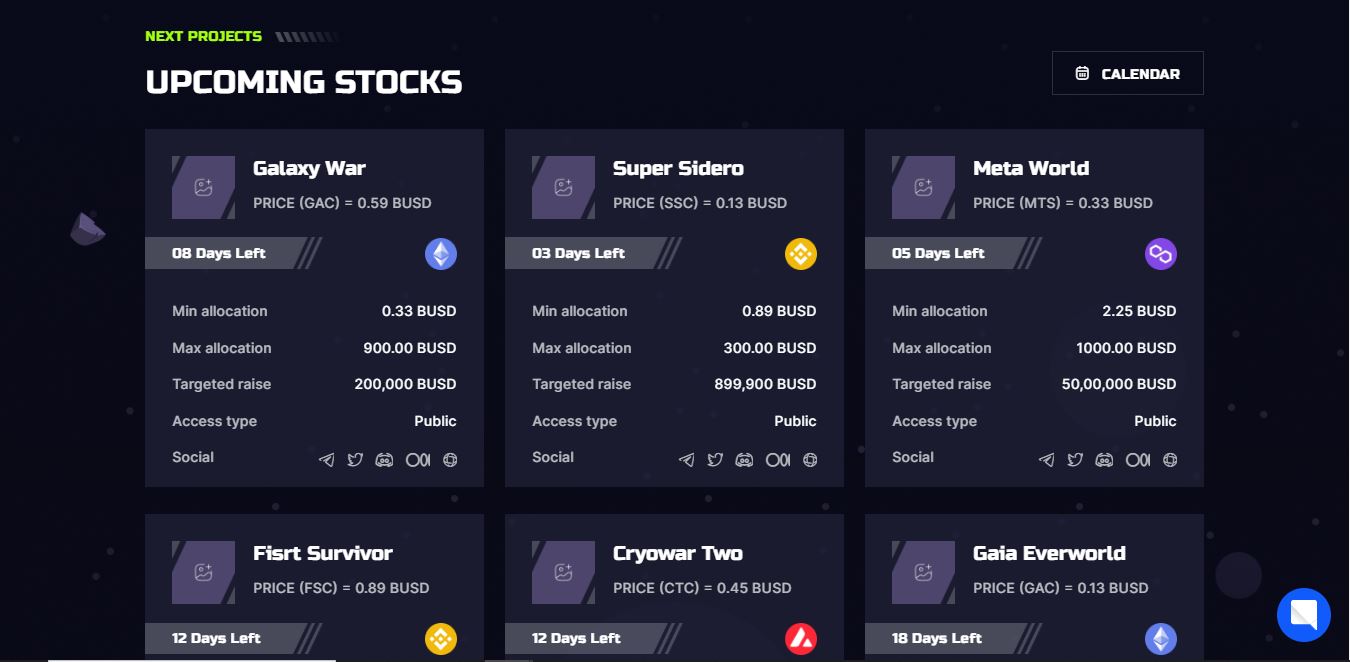 NEXT PROJECTS
UPCOMING STOCKS
CALENDAR
Galaxy War
PRICE (GAC) = 0.59 BUSD
08 Days Left
Min allocation 0.33 BUSD
Max allocation 900.00 BUSD
Targeted raise 200,000 BUSD
Access type Public
Social
Super Sidero
PRICE (SSC) = 0.13 BUSD
03 Days Left
Min allocation 0.89 BUSD
Max allocation 300.00 BUSD
Targeted raise 899,900 BUSD
Access type Public
Social
Meta World
PRICE (MTS) = 0.33 BUSD
05 Days Left
Min allocation 2.25 BUSD
Max allocation 1000.00 BUSD
Targeted raise 50,00,000 BUSD
Access type Public
Social
Fisrt Survivor
PRICE (FSC) = 0.89 BUSD
12 Days Left
Cryowar Two
PRICE (CTC) = 0.45 BUSD
12 Days Left
Gaia Everworld
PRICE (GAC) = 0.13 BUSD
18 Days Left